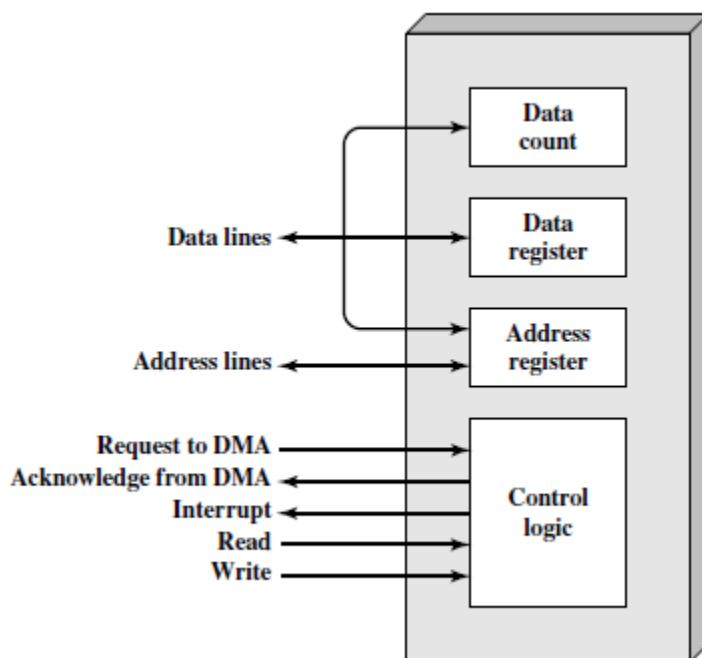 Data
count
Data lines
Data
register
Address lines
Address
register
Request to DMA
Acknowledge from DMA
Interrupt
Read
Write
Control
logic